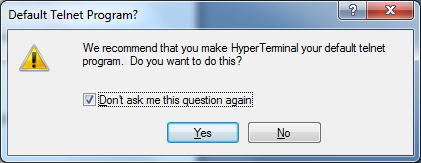 Default Telnet Program?
We recommend that you make HyperTerminal your default telnet
program. Do you want to do this?
Don't ask me this question again
Yes No